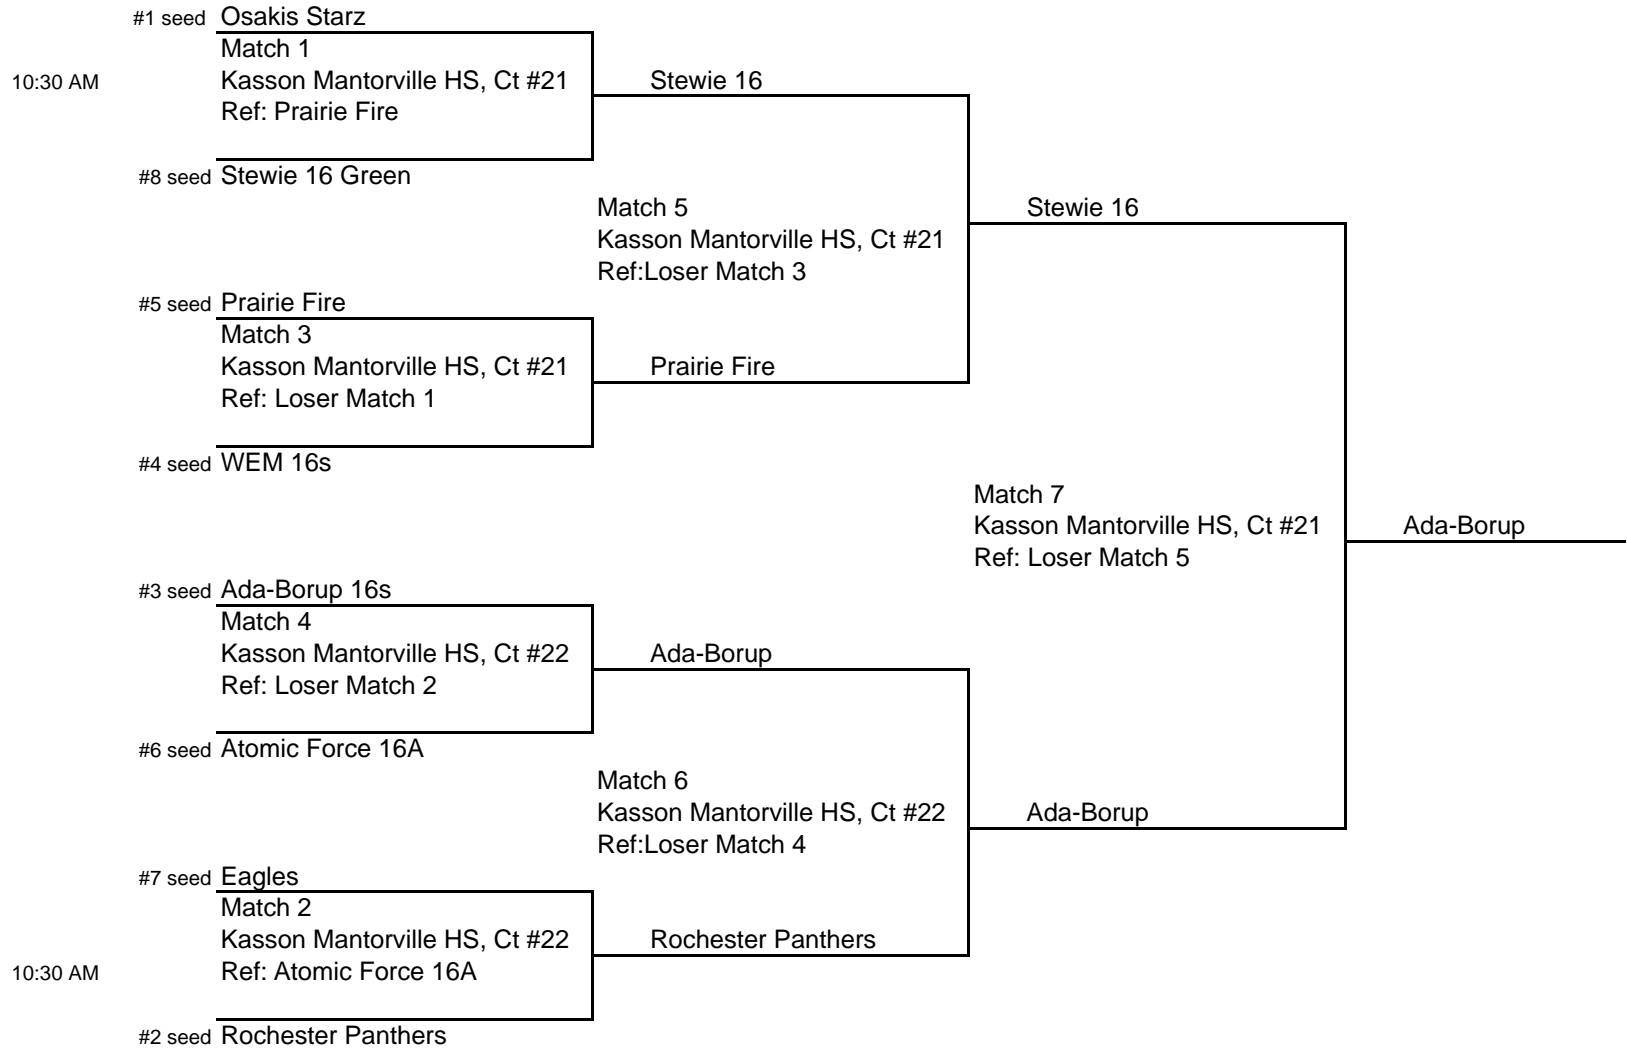 #1 seed Osakis Starz
Match 1
10:30 AM Kasson Mantorville HS, Ct #21 Stewie 16
Ref: Prairie Fire
#8 seed Stewie 16 Green
Match 5 Stewie 16
Kasson Mantorville HS, Ct #21
Ref:Loser Match 3
#5 seed Prairie Fire
Match 3
Kasson Mantorville HS, Ct #21 Prairie Fire
Ref: Loser Match 1
#4 seed WEM 16s
Match 7
Kasson Mantorville HS, Ct #21 Ada-Borup
Ref: Loser Match 5
#3 seed Ada-Borup 16s
Match 4
Kasson Mantorville HS, Ct #22 Ada-Borup
Ref: Loser Match 2
#6 seed Atomic Force 16A
Match 6
Kasson Mantorville HS, Ct #22 Ada-Borup
Ref:Loser Match 4
#7 seed Eagles
Match 2
Kasson Mantorville HS, Ct #22 Rochester Panthers
10:30 AM Ref: Atomic Force 16A
#2 seed Rochester Panthers